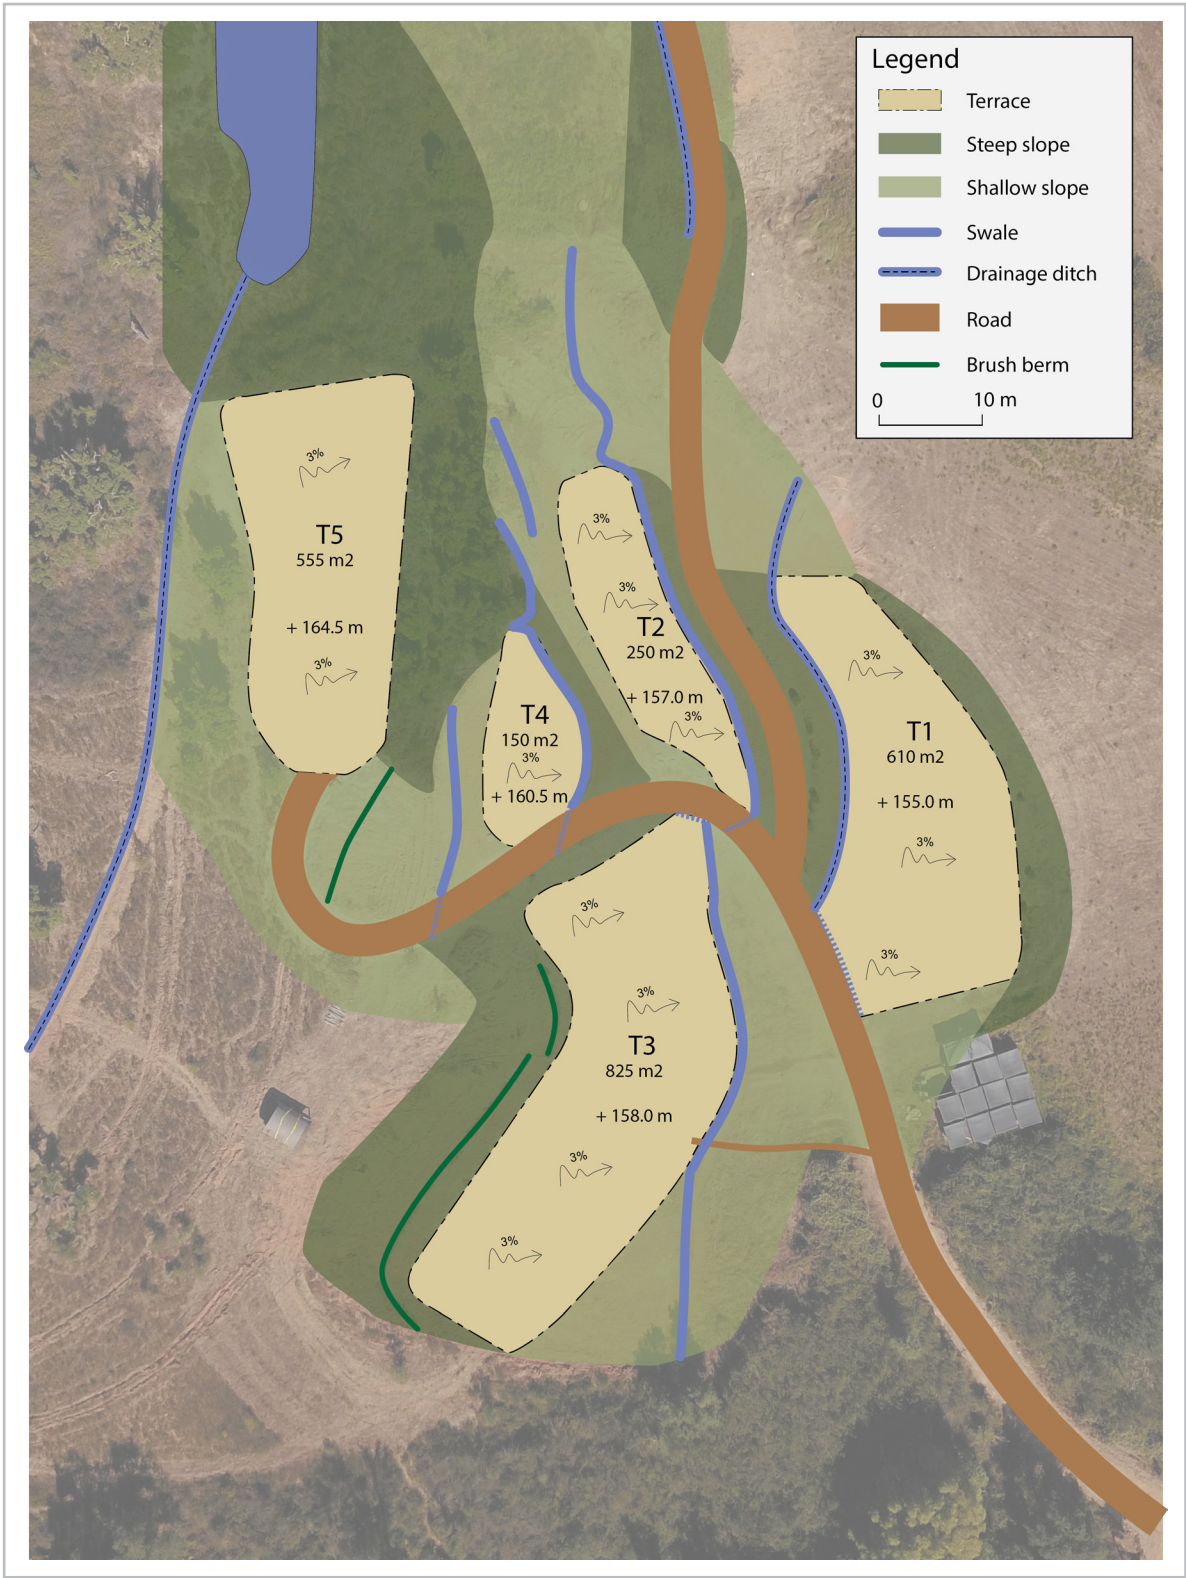 Legend
Terrace
Steep slope
Shallow slope
Swale
Drainage ditch
Road
Brush berm
0 10 m
3%
T5
555 m2
+ 164.5 m
3%
3%
3%
T2
250 m2
+ 157.0 m
3%
T4
150 m2
3%
+ 160.5 m
3%
T1
610 m2
+ 155.0 m
3%
3%
3%
3%
T3
825 m2
+ 158.0 m
3%
3%